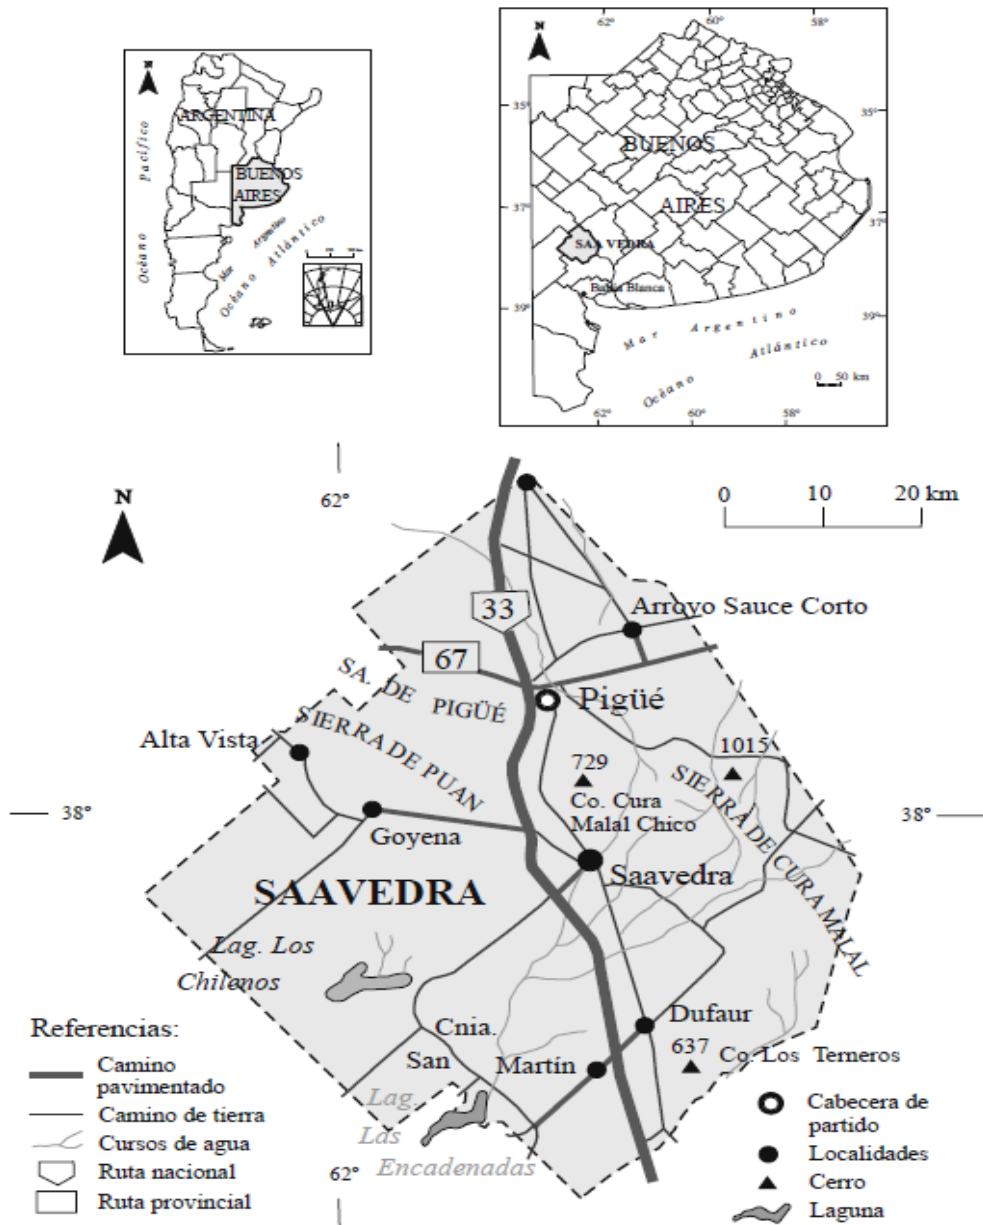 N
ARGENTINA
BUENOS
AIRES
Océano
Pacífico
Mar
Argentino
Océano Atlántico
62°
60°
58°
N
35°
35°
BUENOS
AIRES
37°
37°
SAAVEDRA
Bahía Blanca
39°
39°
Mar Argentino
Océano Atlántico
0 50 km
62°
60°
58°
N
62°
0 10 20 km
33
Arroyo Sauce Corto
67
SA. DE PIGÜÉ
Pigüé
SIERRA DE PUAN
Alta Vista
1015
729
Co. Cura
Malal Chico
SIERRA DE CURAMALAL
38°
38°
Goyena
Saavedra
SAAVEDRA
Lag. Los
Chilenos
Cnia.
San
Martín
Dufaur
637
Co. Los Terneros
Lag.
Las
Encadenadas
62°
Referencias:
Camino
pavimentado
Camino de tierra
Cursos de agua
Ruta nacional
Ruta provincial
Cabecera de
partido
Localidades
Cerro
Laguna